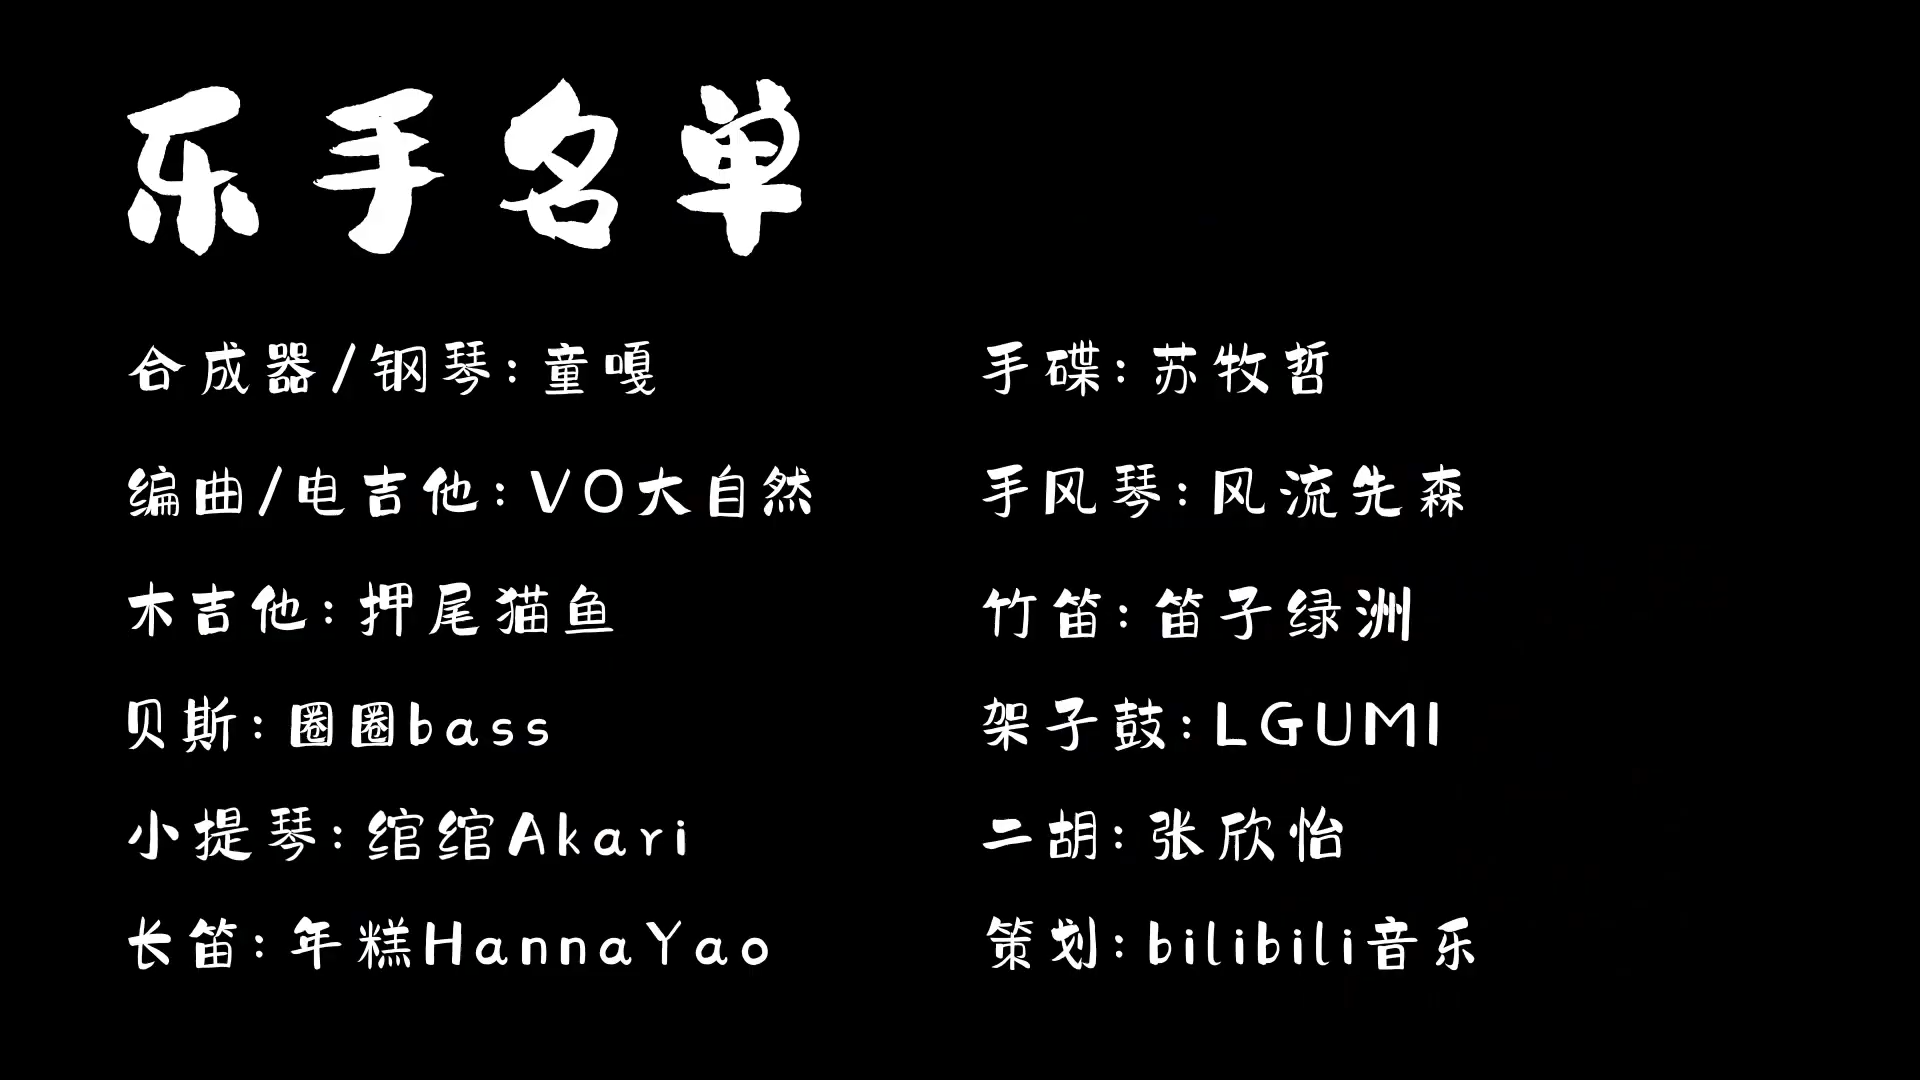 乐手名单
合成器/钢琴：童嘎
编曲/电吉他：VO大自然
木吉他：押尾猫鱼
贝斯：圈圈bass
小提琴：绾绾Akari
长笛：年糕HannaYao
手碟：苏牧哲
手风琴：风流先森
竹笛：笛子绿洲
架子鼓：LGUMI
二胡：张欣怡
策划：bilibili音乐